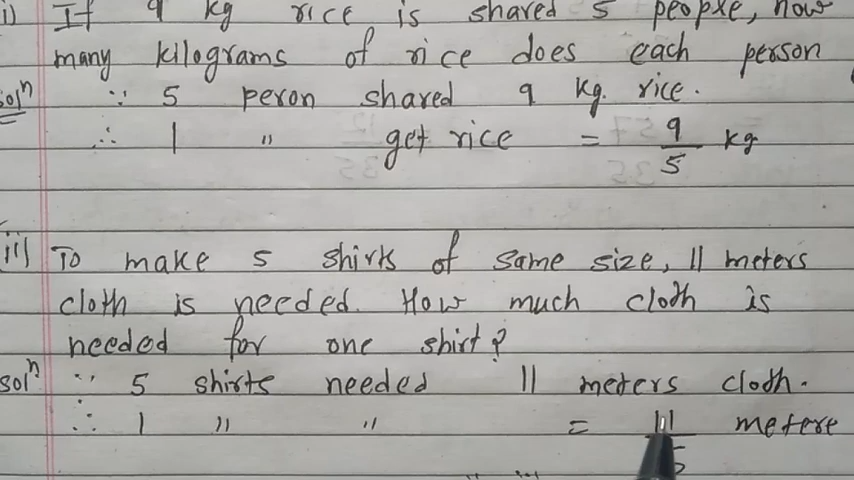 i) If 9 kg rice is shared 5 people, how
many kilograms of rice does each person
solⁿ ∵ 5 peron shared 9 kg. rice.
∴ 1 " get rice = 9/5 kg
ii) To make 5 shirts of same size, 11 meters
cloth is needed. How much cloth is
needed for one shirt?
solⁿ ∵ 5 shirts needed 11 meters cloth.
∴ 1 " " = 11/5 metere